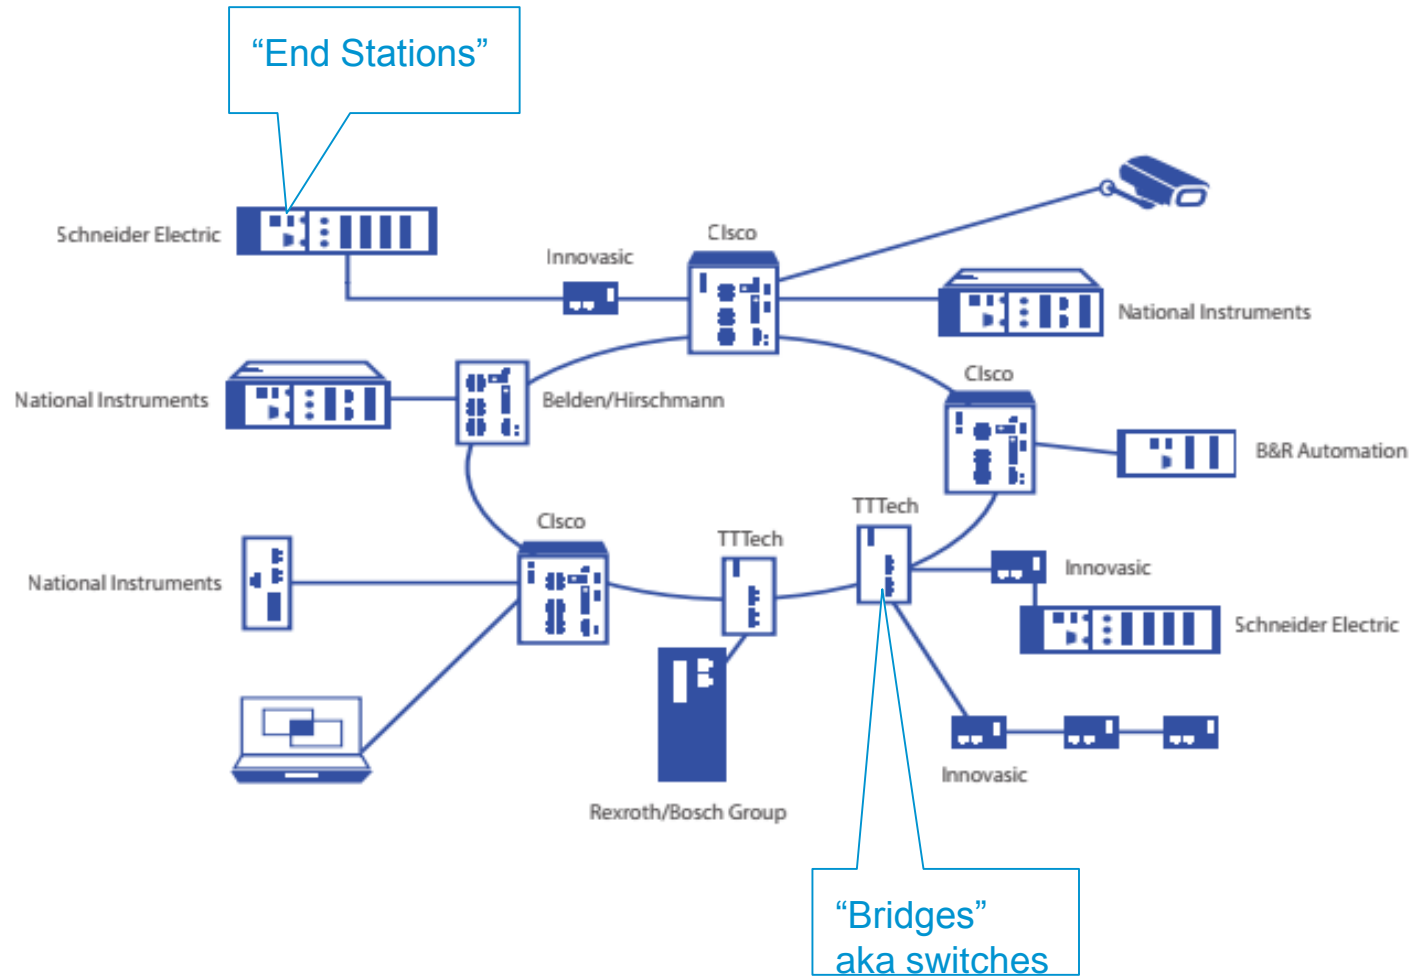 “End Stations”
Schneider Electric
Innovasic
CIsco
National Instruments
National Instruments
Belden/Hirschmann
CIsco
B&R Automation
TTTech
CIsco
TTTech
National Instruments
Innovasic
Schneider Electric
Innovasic
Rexroth/Bosch Group
“Bridges”
aka switches